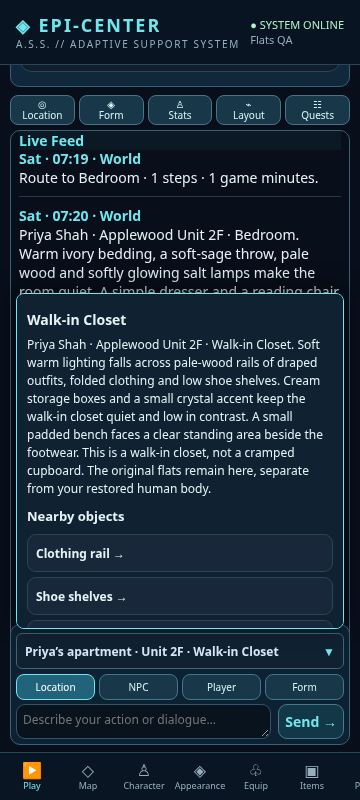 ◈ EPI-CENTER
A.S.S. // ADAPTIVE SUPPORT SYSTEM
● SYSTEM ONLINE
Flats QA
Location
Form
Stats
Layout
Quests
Live Feed
Sat · 07:19 · World
Route to Bedroom · 1 steps · 1 game minutes.
Sat · 07:20 · World
Priya Shah · Applewood Unit 2F · Bedroom.
Warm ivory bedding, a soft-sage throw, pale
wood and softly glowing salt lamps make the
room quiet. A simple dresser and a reading chair
Walk-in Closet
Priya Shah · Applewood Unit 2F · Walk-in Closet. Soft
warm lighting falls across pale-wood rails of draped
outfits, folded clothing and low shoe shelves. Cream
storage boxes and a small crystal accent keep the
walk-in closet quiet and low in contrast. A small
padded bench faces a clear standing area beside the
footwear. This is a walk-in closet, not a cramped
cupboard. The original flats remain here, separate
from your restored human body.
Nearby objects
Clothing rail →
Shoe shelves →
Priya’s apartment · Unit 2F · Walk-in Closet ▼
Location
NPC
Player
Form
Describe your action or dialogue...
Send →
Play
Map
Character
Appearance
Equip
Items